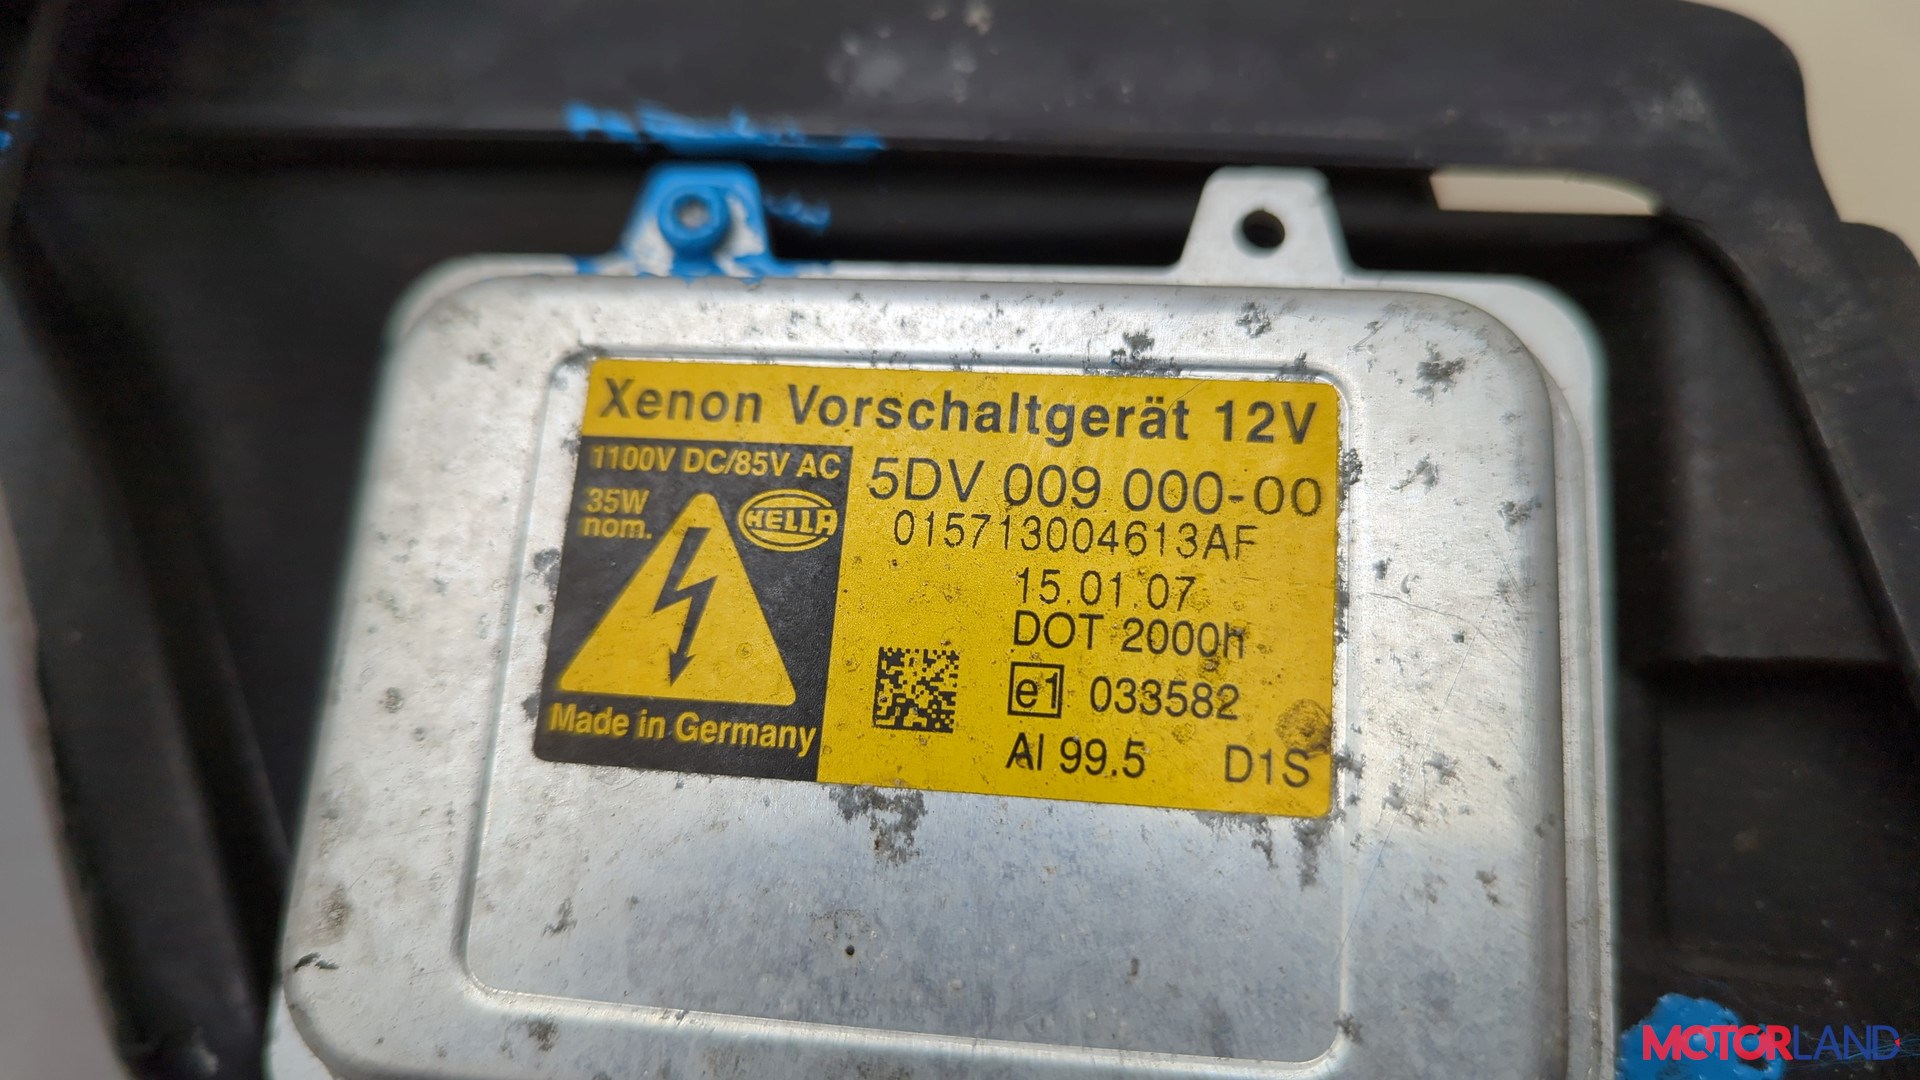 Xenon Vorschaltgerät 12V
1100V DC/85V AC
35W
nom.
HELLA
Made in Germany
5DV 009 000-00
015713004613AF
15.01.07
DOT 2000h
e1 033582
Al 99.5 D1S
MOTORLAND